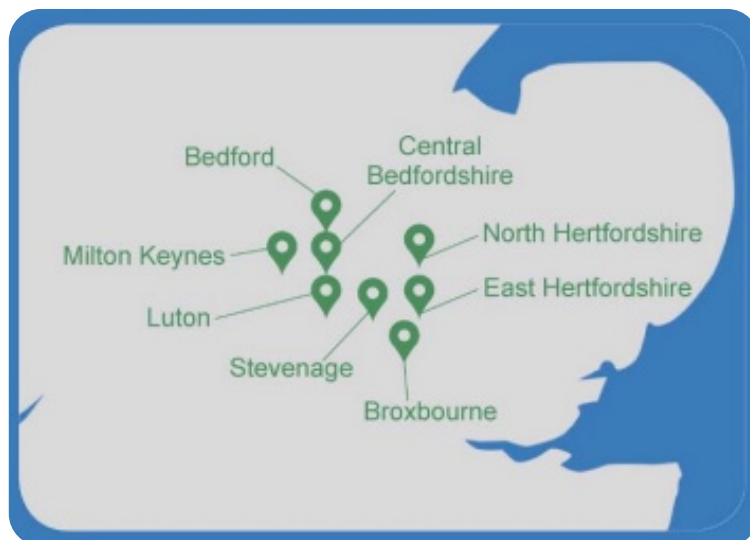 Bedford
Central
Bedfordshire
Milton Keynes
North Hertfordshire
Luton
East Hertfordshire
Stevenage
Broxbourne